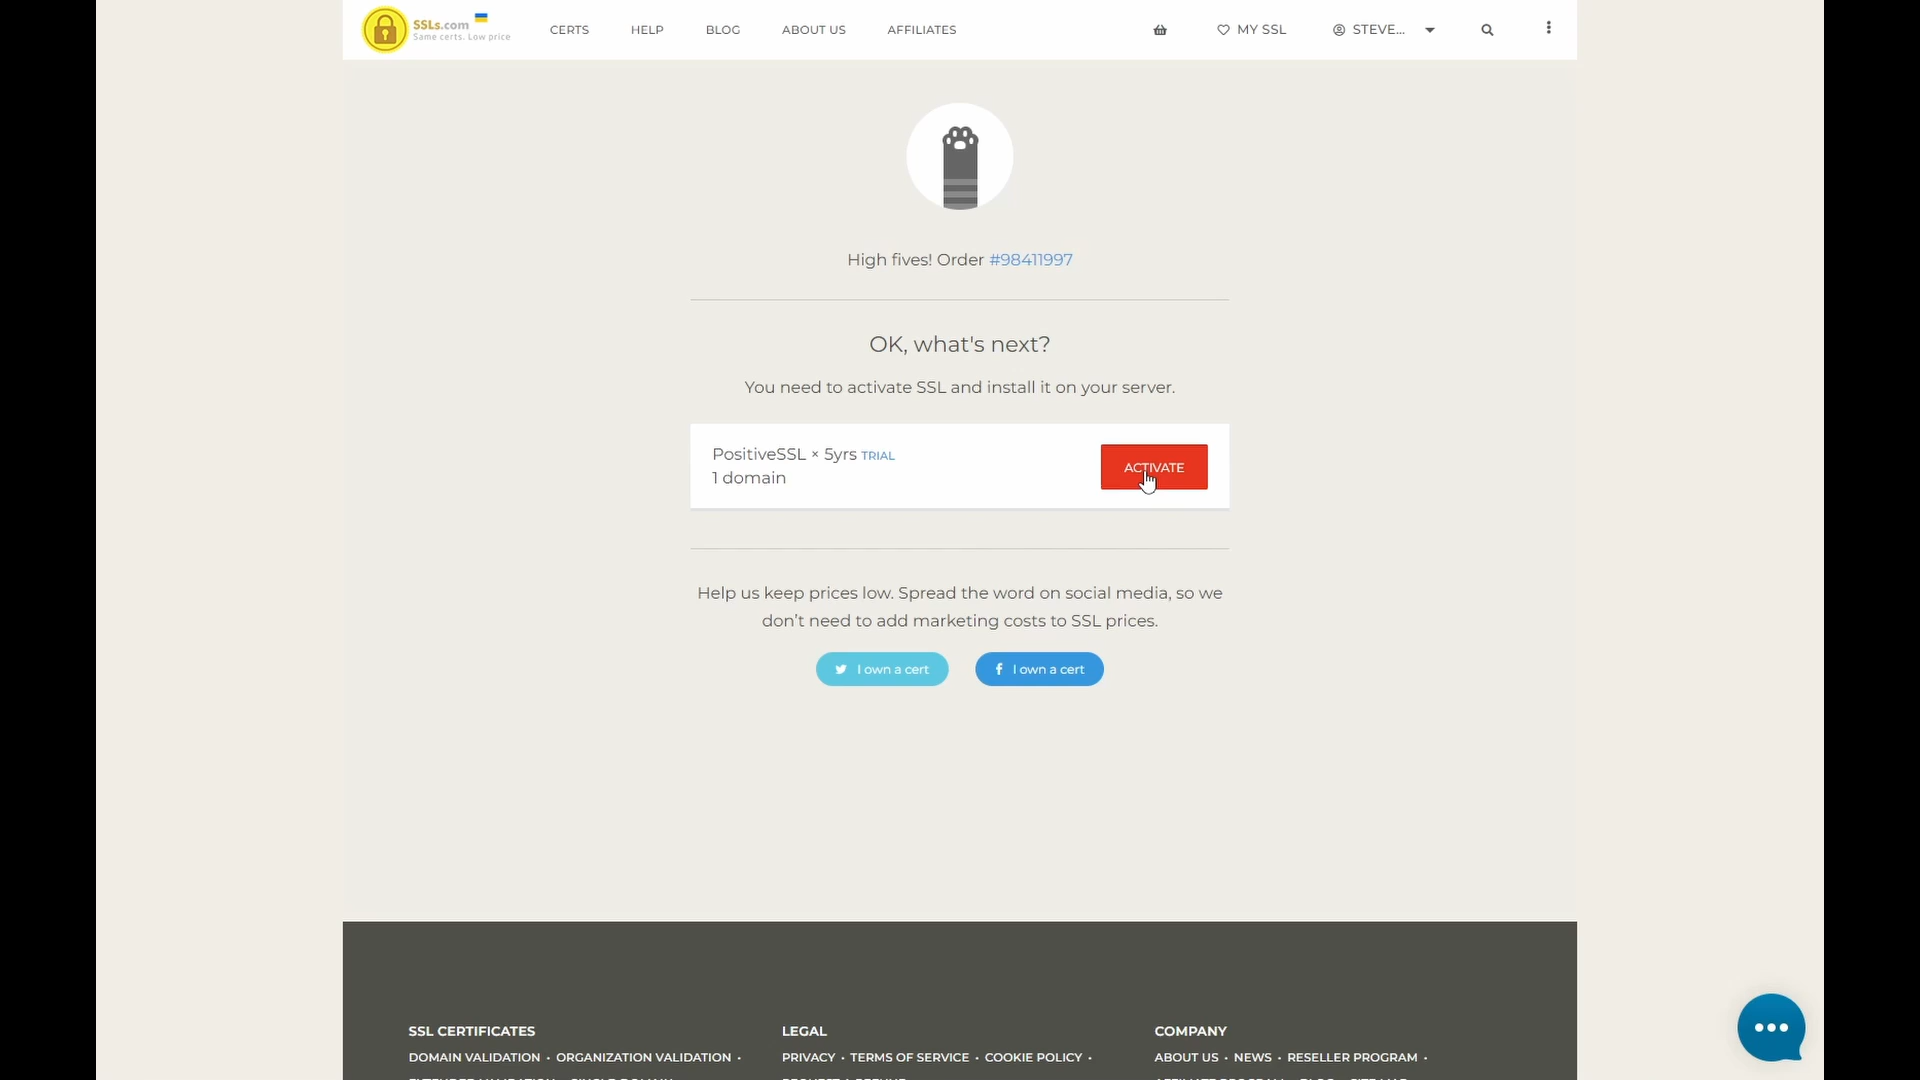 SSLs.com
Same certs. Low price
CERTS
HELP
BLOG
ABOUT US
AFFILIATES
MY SSL
STEVE...
High fives! Order #98411997
OK, what's next?
You need to activate SSL and install it on your server.
PositiveSSL × 5yrs TRIAL
1 domain
ACTIVATE
Help us keep prices low. Spread the word on social media, so we
don't need to add marketing costs to SSL prices.
I own a cert
I own a cert
SSL CERTIFICATES
DOMAIN VALIDATION · ORGANIZATION VALIDATION ·
LEGAL
PRIVACY · TERMS OF SERVICE · COOKIE POLICY ·
COMPANY
ABOUT US · NEWS · RESELLER PROGRAM ·